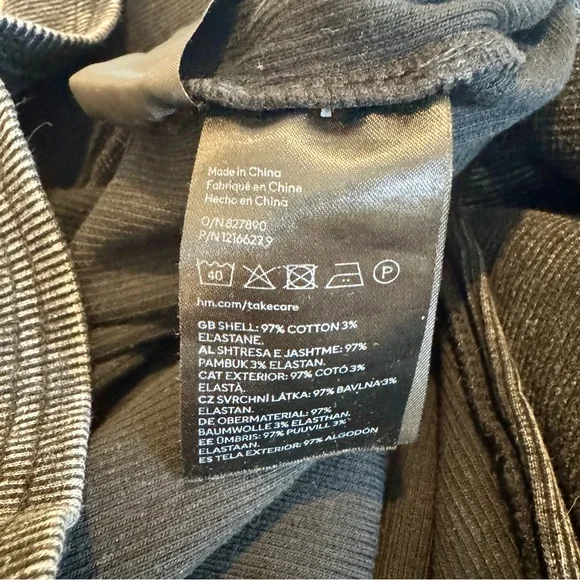 Made in China
Fabriqué en Chine
Hecho en China
O/N 827890
P/N 1216622.9
40 P
hm.com/takecare
GB SHELL: 97% COTTON 3%
ELASTANE.
AL SHTRESA E JASHTME: 97%
PAMBUK 3% ELASTAN.
CAT EXTERIOR: 97% COTÓ 3%
ELASTÀ.
CZ SVRCHNÍ LÁTKA: 97% BAVLNA 3%
ELASTAN.
DE OBERMATERIAL: 97%
BAUMWOLLE 3% ELASTHAN.
EE ÜMBRIS: 97% PUUVILL 3%
ELASTAAN.
ES TELA EXTERIOR: 97% ALGODÓN